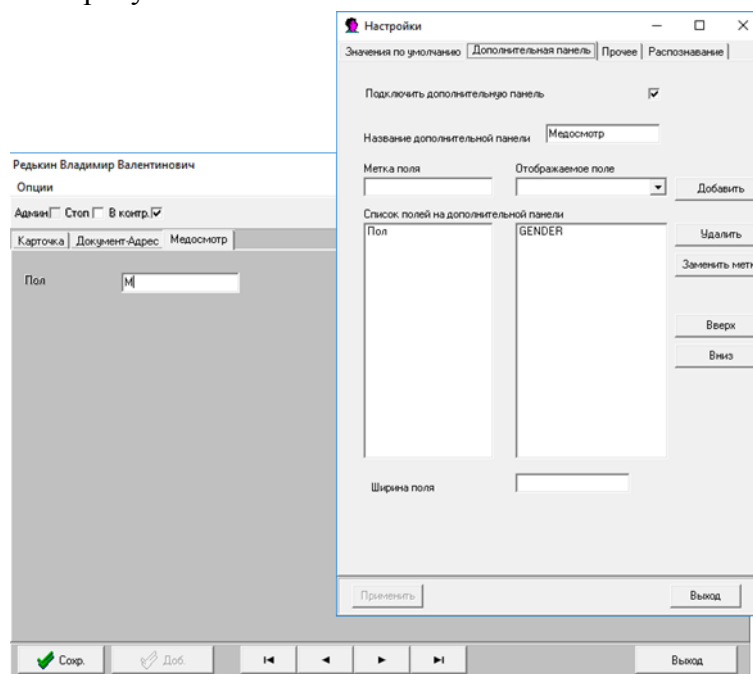 Настройки
Значения по умолчанию Дополнительная панель Прочее Распознавание
Подключить дополнительную панель
Название дополнительной панели Медосмотр
Метка поля Отображаемое поле
Добавить
Список полей на дополнительной панели
Пол GENDER
Удалить
Заменить метк
Вверх
Вниз
Ширина поля
Применить Выход
Редькин Владимир Валентинович
Опции
Админ Стоп В контр.
Карточка Документ-Адрес Медосмотр
Пол М
Сохр. Доб. Выход